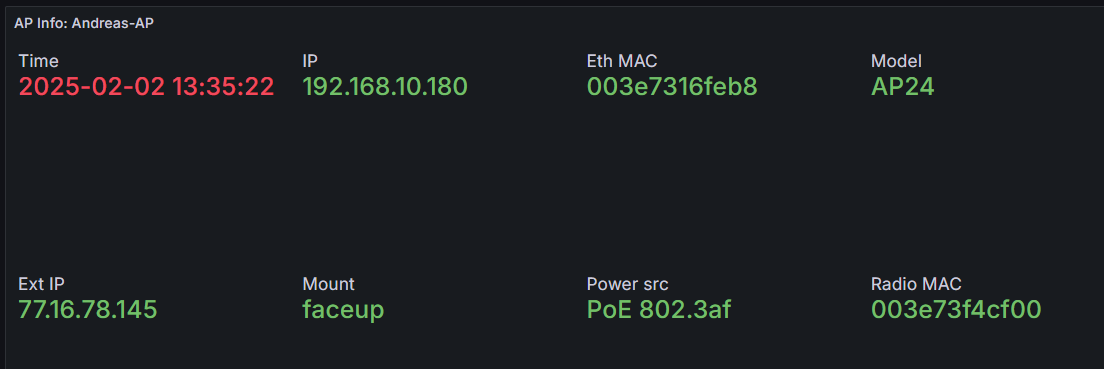 AP Info: Andreas-AP
Time IP Eth MAC Model
2025-02-02 13:35:22 192.168.10.180 003e7316feb8 AP24
Ext IP Mount Power src Radio MAC
77.16.78.145 faceup PoE 802.3af 003e73f4cf00